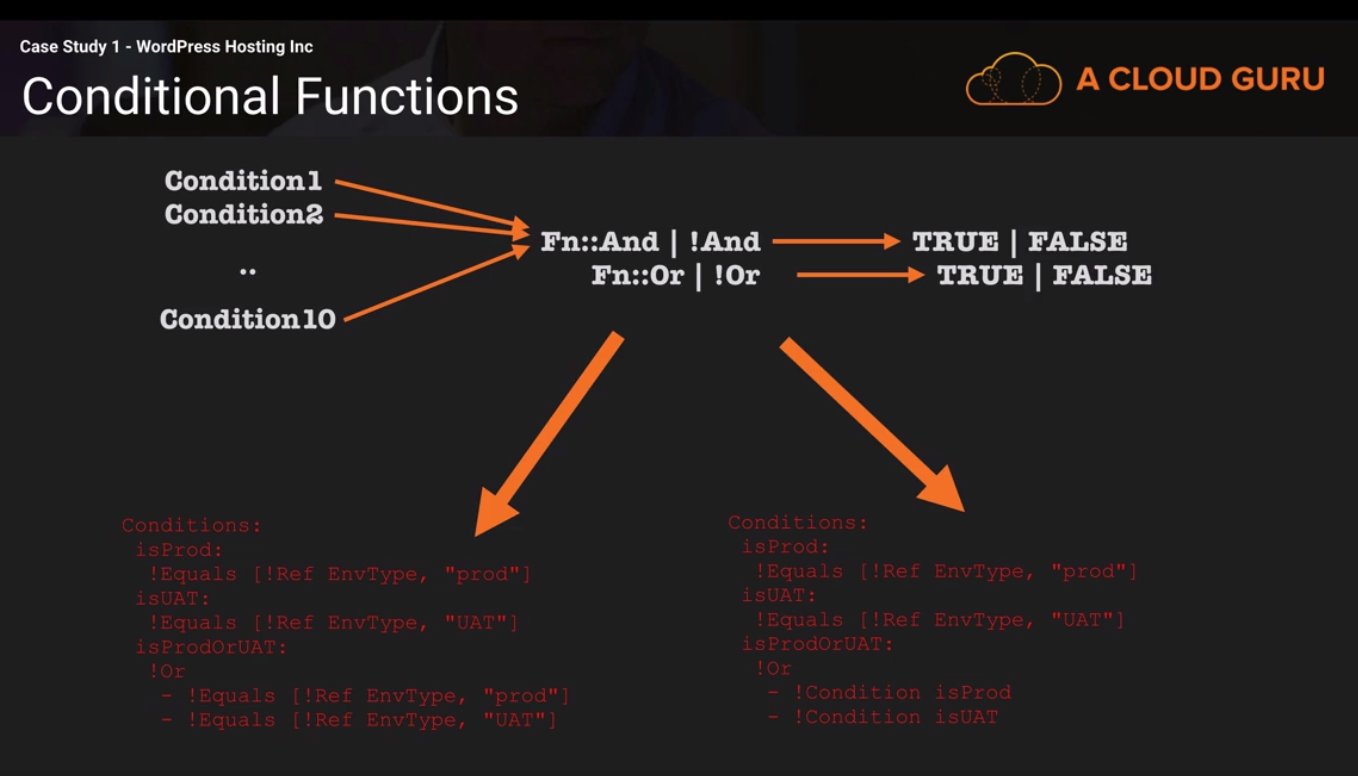 Case Study 1 - WordPress Hosting Inc
Conditional Functions
A CLOUD GURU
Condition1
Condition2
..
Condition10
Fn::And | !And
Fn::Or | !Or
TRUE | FALSE
TRUE | FALSE
Conditions:
isProd:
!Equals [!Ref EnvType, "prod"]
isUAT:
!Equals [!Ref EnvType, "UAT"]
isProdOrUAT:
!Or
- !Equals [!Ref EnvType, "prod"]
- !Equals [!Ref EnvType, "UAT"]
Conditions:
isProd:
!Equals [!Ref EnvType, "prod"]
isUAT:
!Equals [!Ref EnvType, "UAT"]
isProdOrUAT:
!Or
- !Condition isProd
- !Condition isUAT